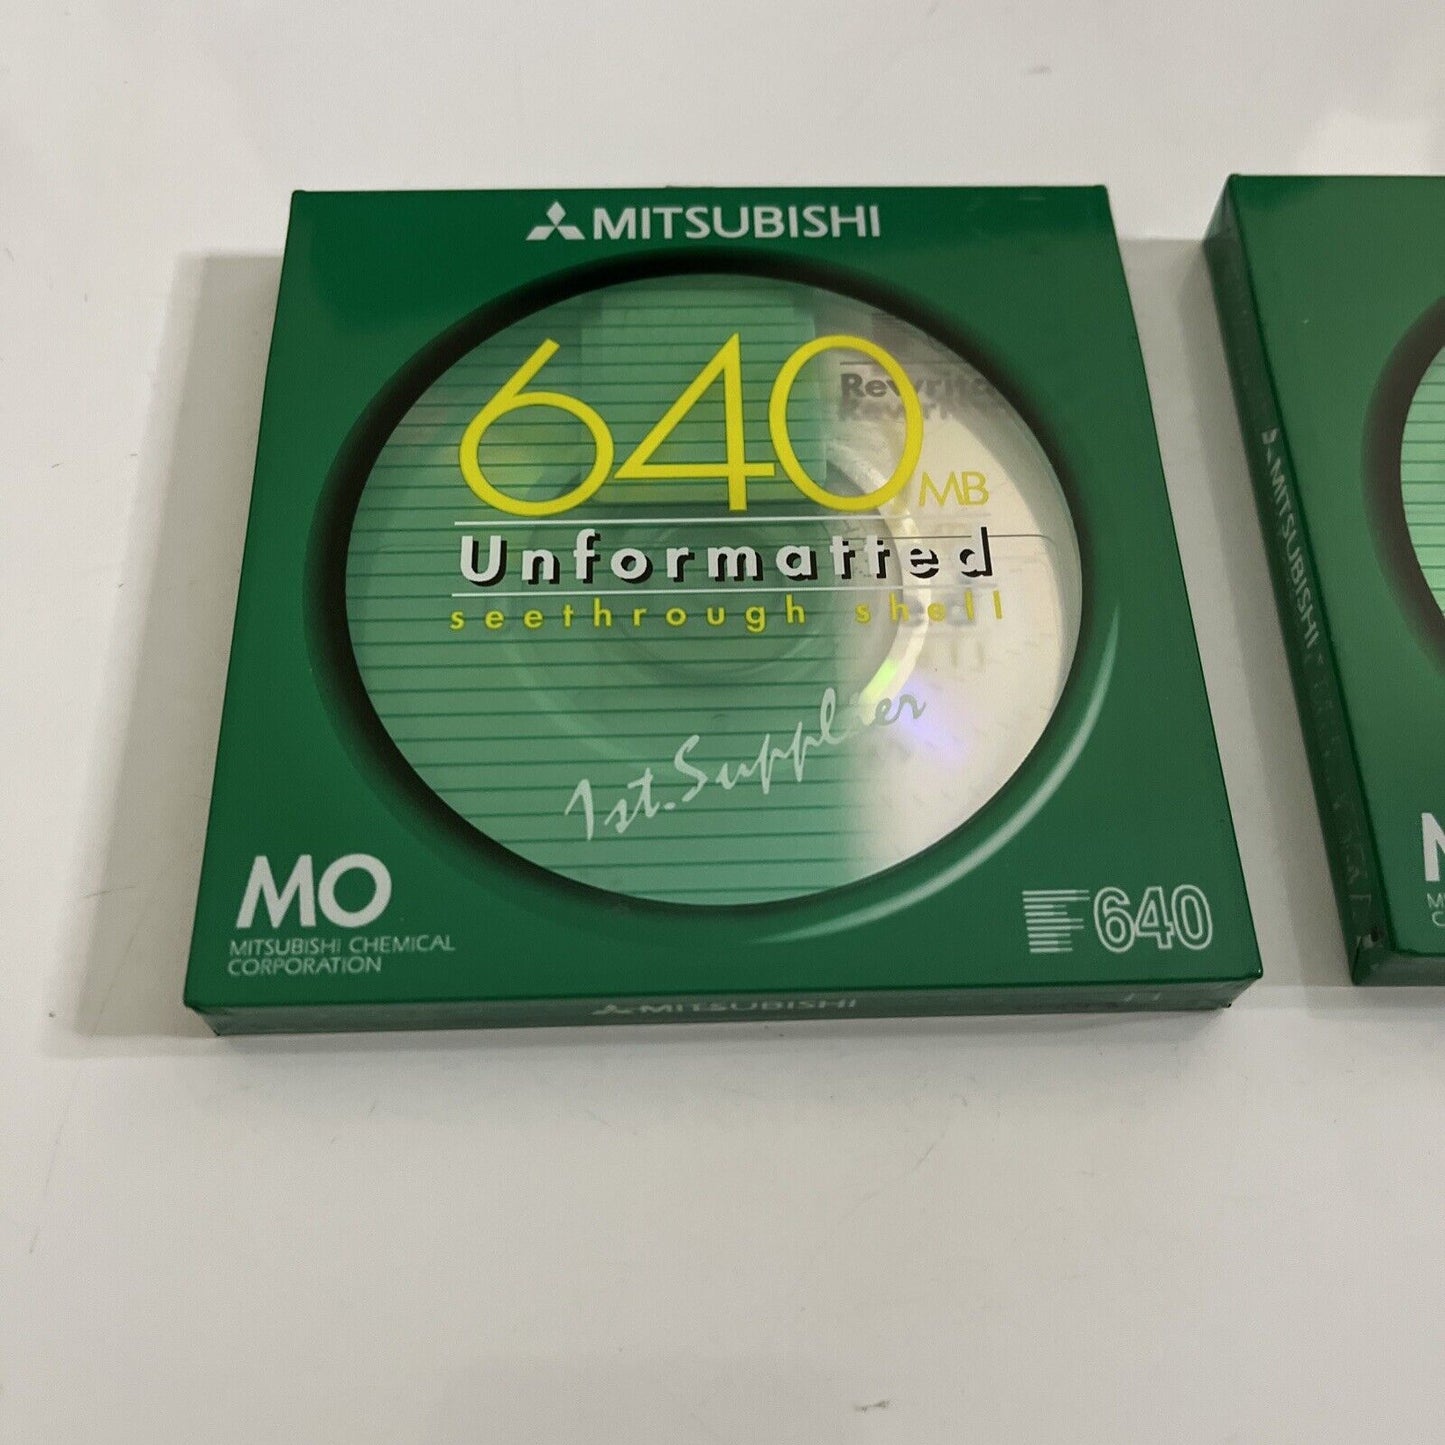 MITSUBISHI
640 MB
Unformatted
seethrough shell
1st. Supplier
MO
MITSUBISHI CHEMICAL
CORPORATION
640
MITSUBISHI
MITSUBISHI